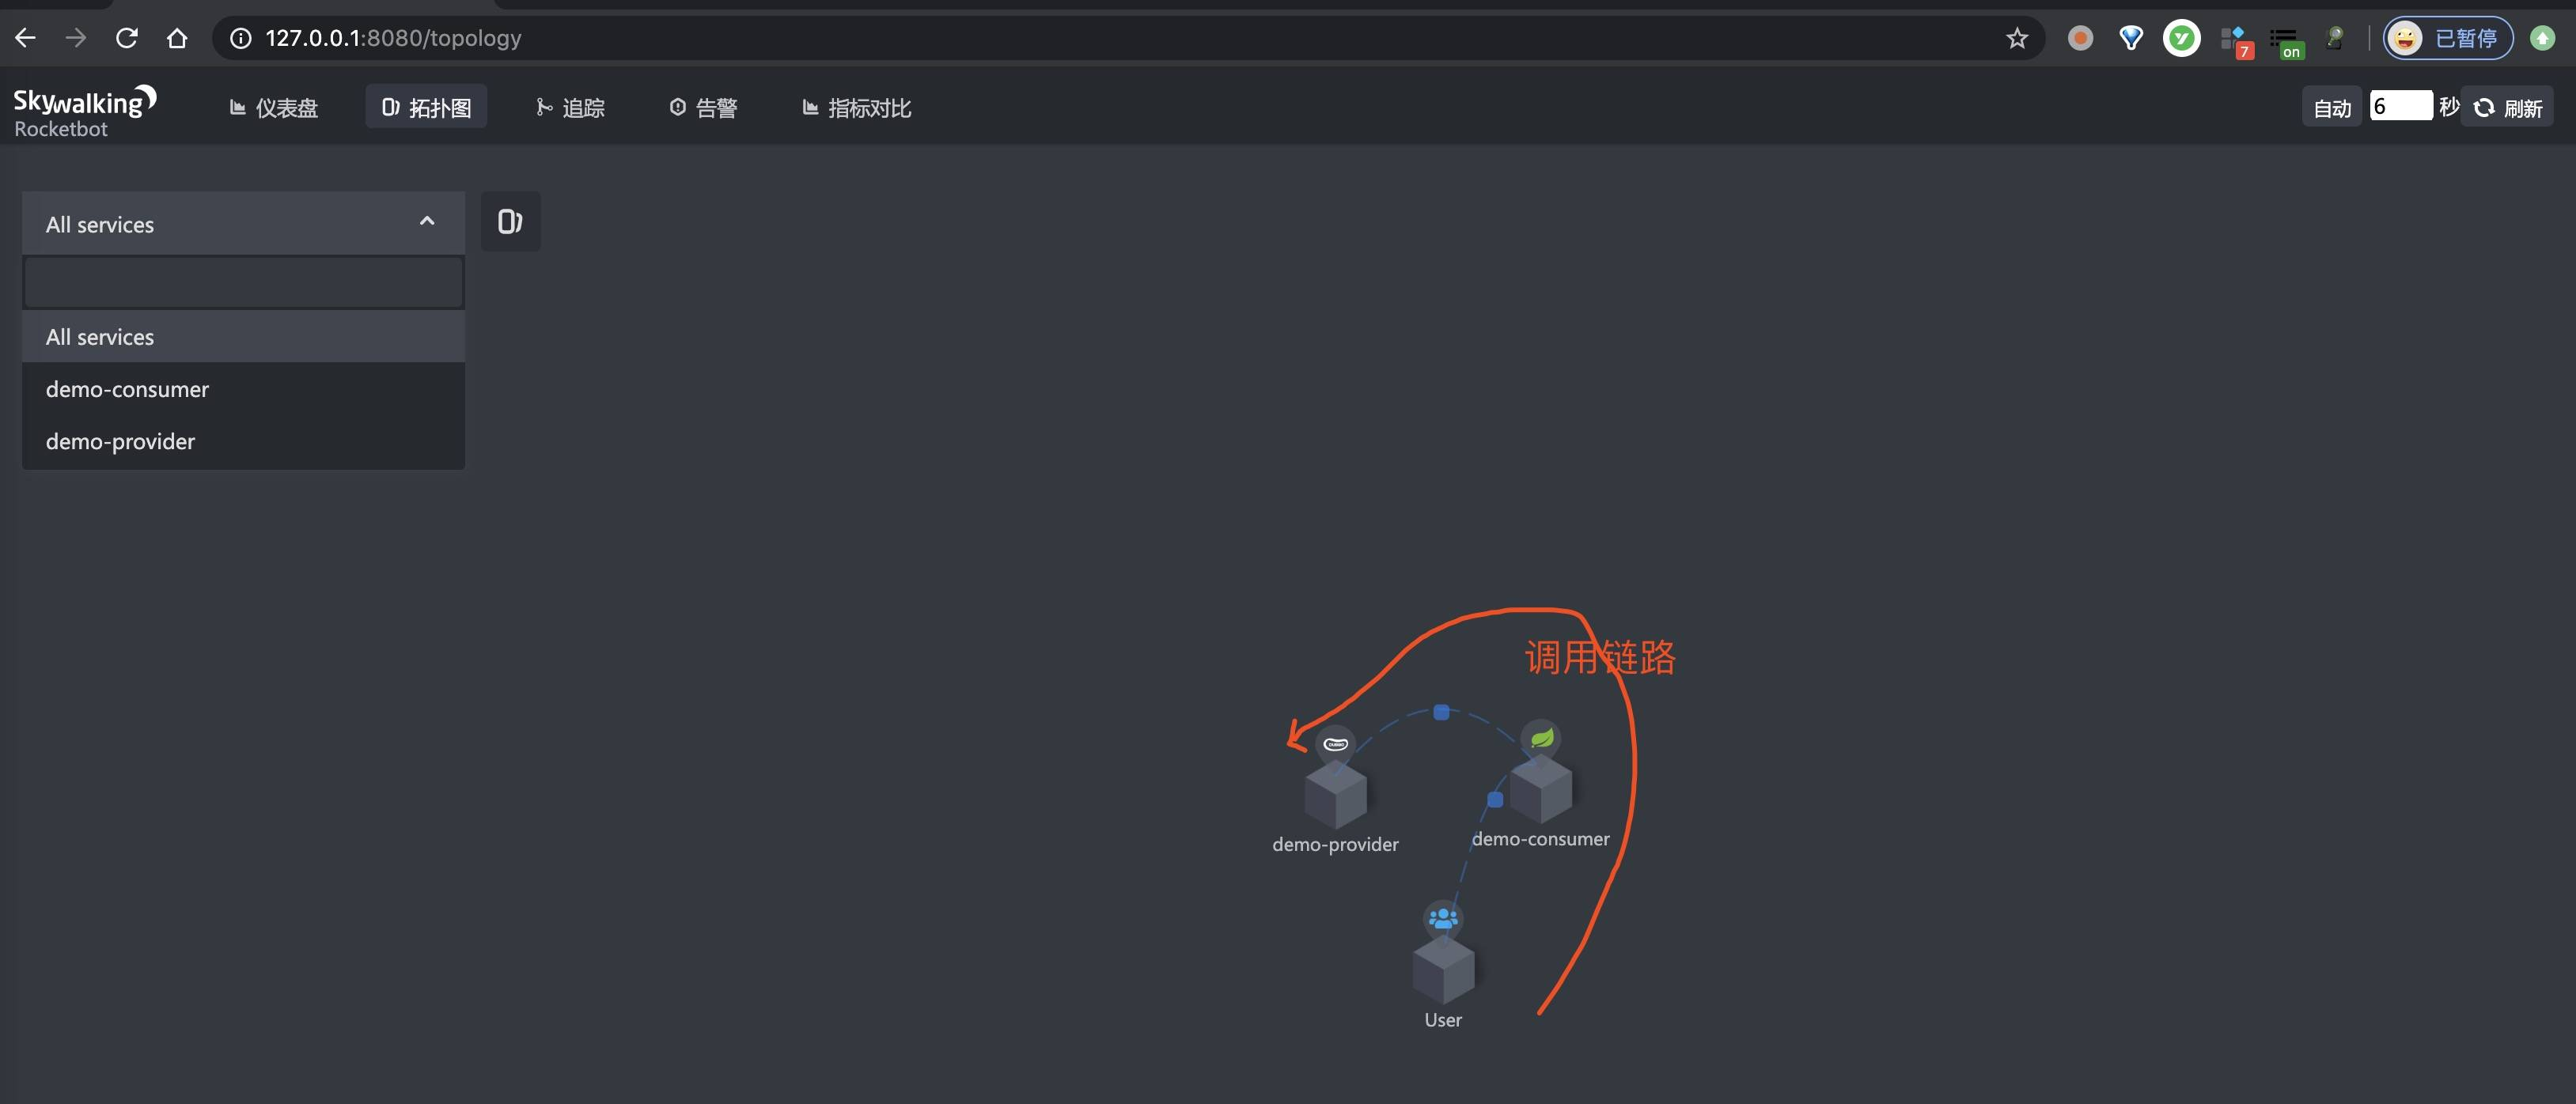 127.0.0.1:8080/topology
7
on
已暂停
Skywalking
Rocketbot
仪表盘
拓扑图
追踪
告警
指标对比
自动
6
秒
刷新
All services
All services
demo-consumer
demo-provider
调用链路
DUBBO
demo-provider
demo-consumer
User